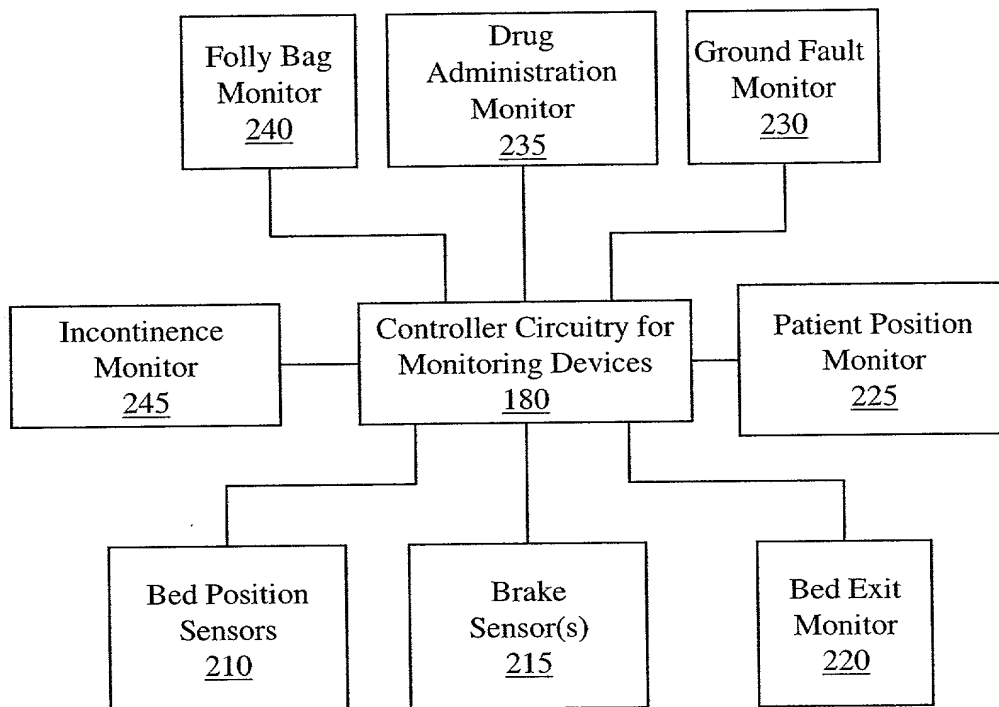 Folly Bag
Monitor
240
Drug
Administration
Monitor
235
Ground Fault
Monitor
230
Incontinence
Monitor
245
Controller Circuitry for
Monitoring Devices
180
Patient Position
Monitor
225
Bed Position
Sensors
210
Brake
Sensor(s)
215
Bed Exit
Monitor
220